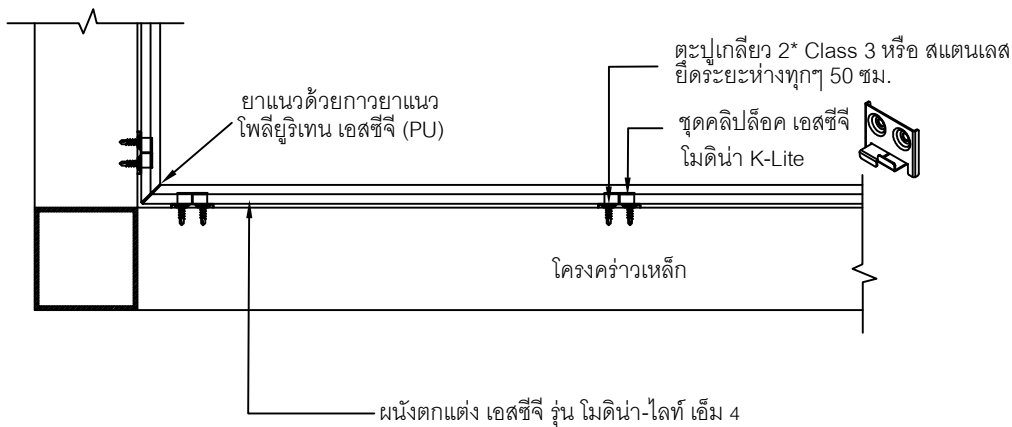 ตะปูเกลียว 2* Class 3 หรือ สแตนเลส
ยึดระยะห่างทุกๆ 50 ซม.
ยาแนวด้วยกาวยาแนว
โพลียูริเทน เอสซีจี (PU)
ชุดคลิปล็อค เอสซีจี
โมดิน่า K-Lite
โครงคร่าวเหล็ก
ผนังตกแต่ง เอสซีจี รุ่น โมดิน่า-ไลท์ เอ็ม 4